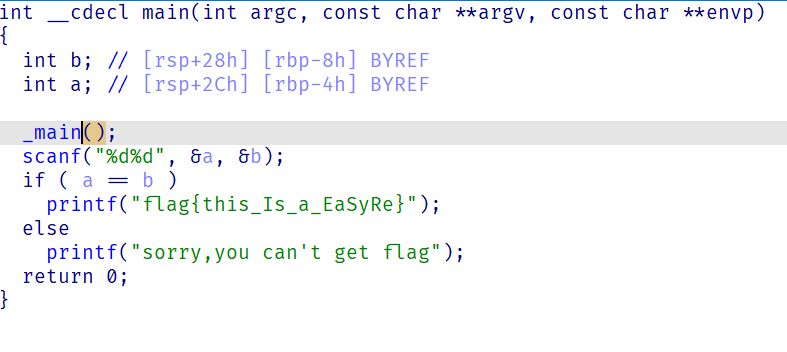 int __cdecl main(int argc, const char **argv, const char **envp)
{
  int b; // [rsp+28h] [rbp-8h] BYREF
  int a; // [rsp+2Ch] [rbp-4h] BYREF

  _main();
  scanf("%d%d", &a, &b);
  if ( a == b )
    printf("flag{this_Is_a_EaSyRe}");
  else
    printf("sorry,you can't get flag");
  return 0;
}